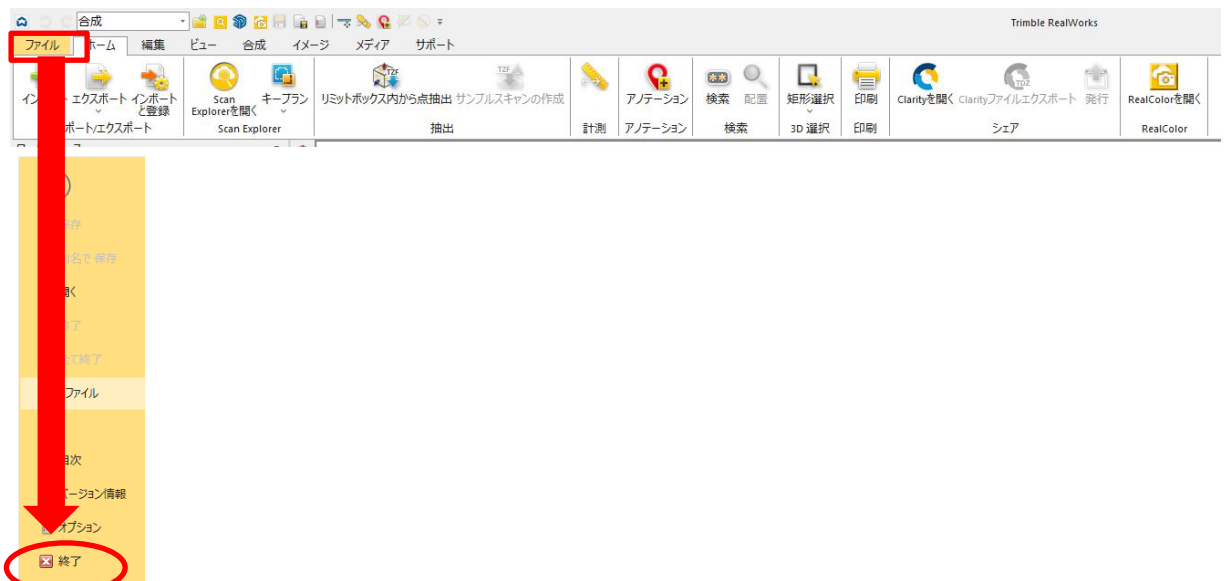 合成
Trimble RealWorks
ファイル ホーム 編集 ビュー 合成 イメージ メディア サポート
エクスポート インポートと登録 Scan Explorerを開く キープラン リミットボックス内から点抽出 サンプルスキャンの作成 アノテーション 検索 配置 矩形選択 印刷 Clarityを開く Clarityファイルエクスポート 発行 RealColorを開く
ポート/エクスポート Scan Explorer 抽出 計測 アノテーション 検索 3D 選択 印刷 シェア RealColor
保存
名で 保存
開く
終了
全て終了
ファイル
目次
バージョン情報
オプション
終了